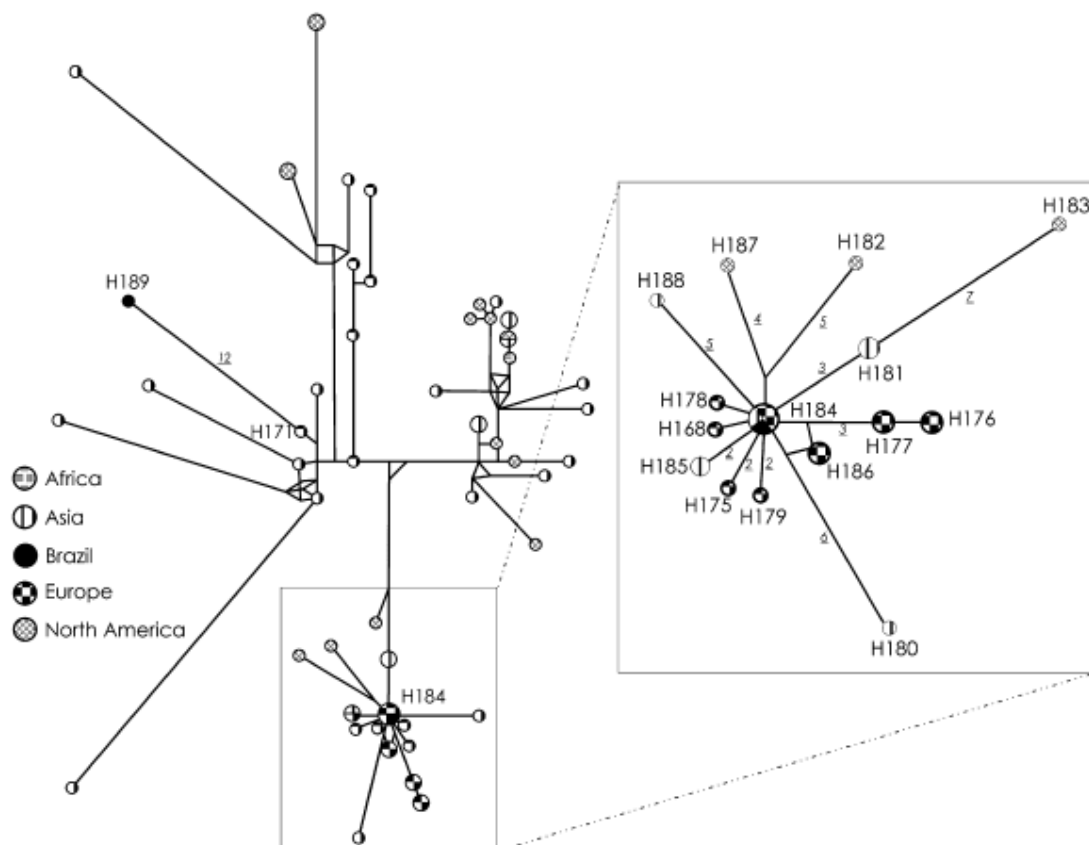 H183
H187
H182
H188
7
4
5
5
H189
3
H181
12
H178
H184
H176
H168
3
H177
H171
2
H185
2
2
H186
H175
H179
Africa
Asia
6
Brazil
Europe
North America
H180
H184